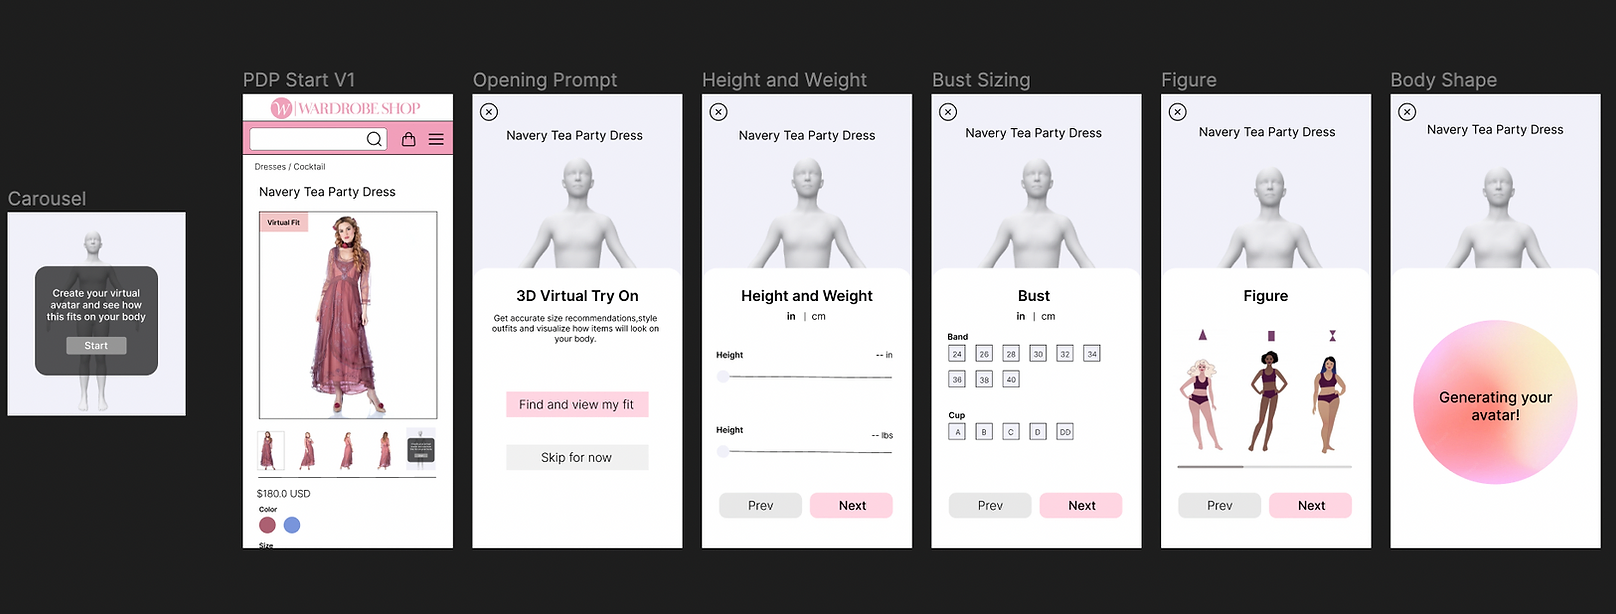 Carousel
Create your virtual
avatar and see how
this fits on your body
Start
PDP Start V1
W WARDROBE SHOP
Dresses / Cocktail
Navery Tea Party Dress
Virtual Fit
$180.0 USD
Color
Size
Opening Prompt
Navery Tea Party Dress
3D Virtual Try On
Get accurate size recommendations,style
outfits and visualize how items will look on
your body.
Find and view my fit
Skip for now
Height and Weight
Navery Tea Party Dress
Height and Weight
in | cm
Height -- in
Height -- lbs
Prev Next
Bust Sizing
Navery Tea Party Dress
Bust
in | cm
Band
24 26 28 30 32 34
36 38 40
Cup
A B C D DD
Prev Next
Figure
Navery Tea Party Dress
Figure
Prev Next
Body Shape
Navery Tea Party Dress
Generating your
avatar!